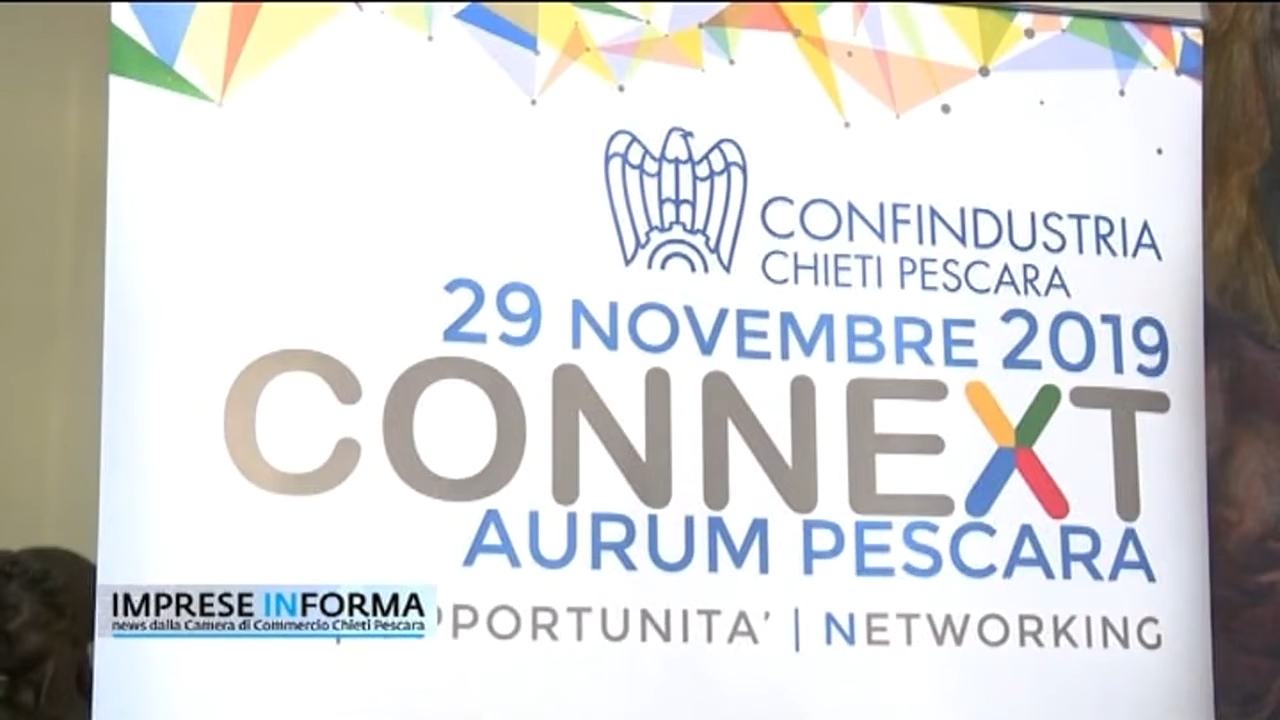 CONFINDUSTRIA
CHIETI PESCARA
29 NOVEMBRE 2019
CONNEXT
AURUM PESCARA
| NETWORKING
IMPRESE INFORMA
news dalla Camera di Commercio Chieti Pescara